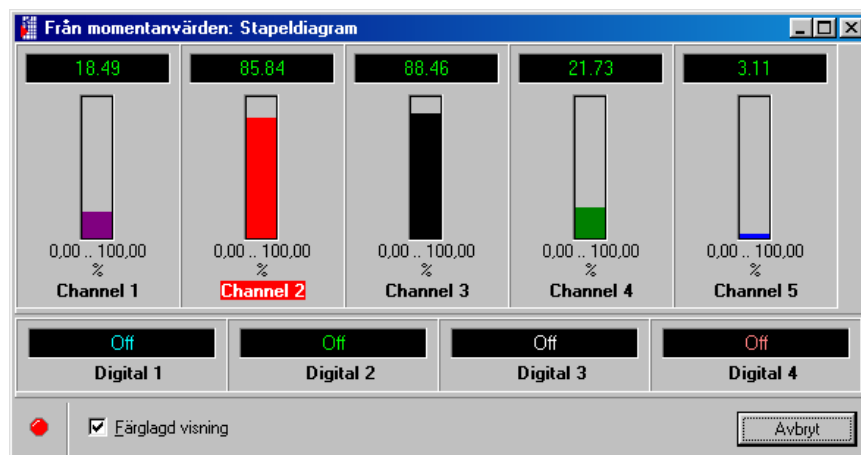 Från momentanvärden: Stapeldiagram
18.49 85.84 88.46 21.73 3.11
0,00 .. 100,00 0,00 .. 100,00 0,00 .. 100,00 0,00 .. 100,00 0,00 .. 100,00
% % % % %
Channel 1 Channel 2 Channel 3 Channel 4 Channel 5
Off Off Off Off
Digital 1 Digital 2 Digital 3 Digital 4
Färglagd visning Avbryt